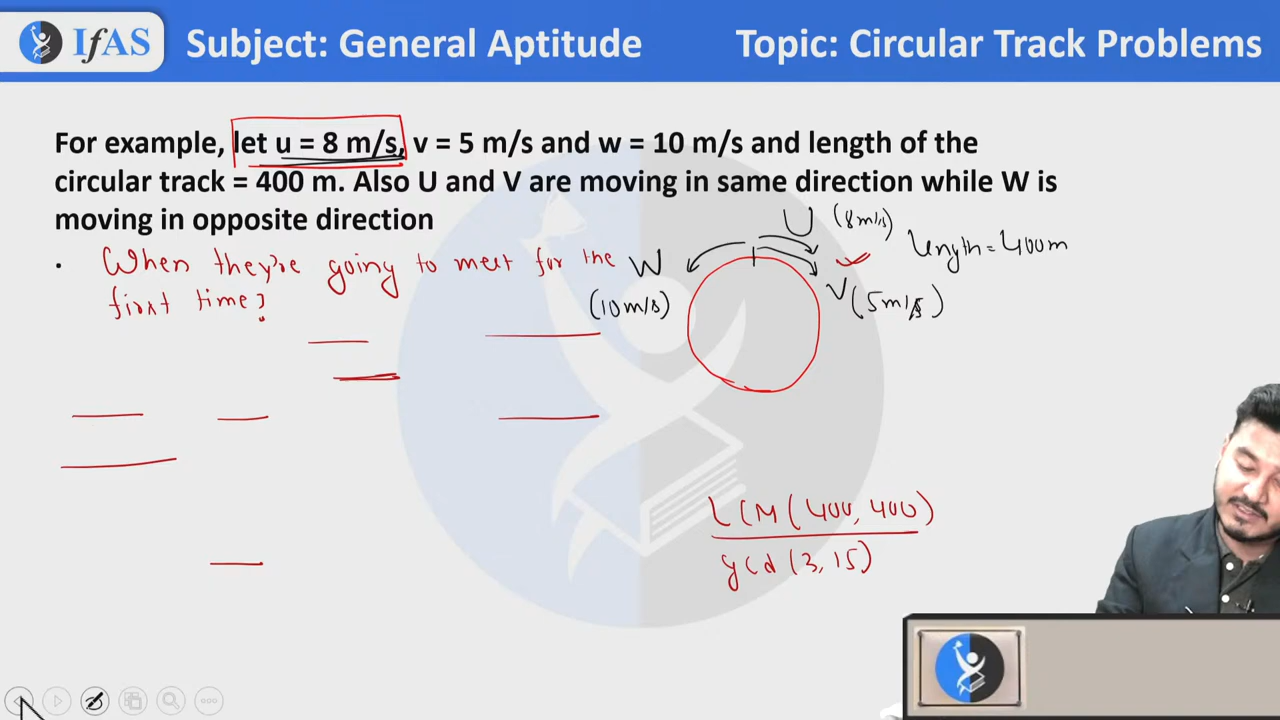 IfAS
Subject: General Aptitude
Topic: Circular Track Problems
For example, let u = 8 m/s, v = 5 m/s and w = 10 m/s and length of the
circular track = 400 m. Also U and V are moving in same direction while W is
moving in opposite direction
• When they're going to meet for the
first time?
W
(10m/s)
U (8m/s)
V (5m/s)
Length = 400m
LCM (400, 400)
gcd (3, 15)